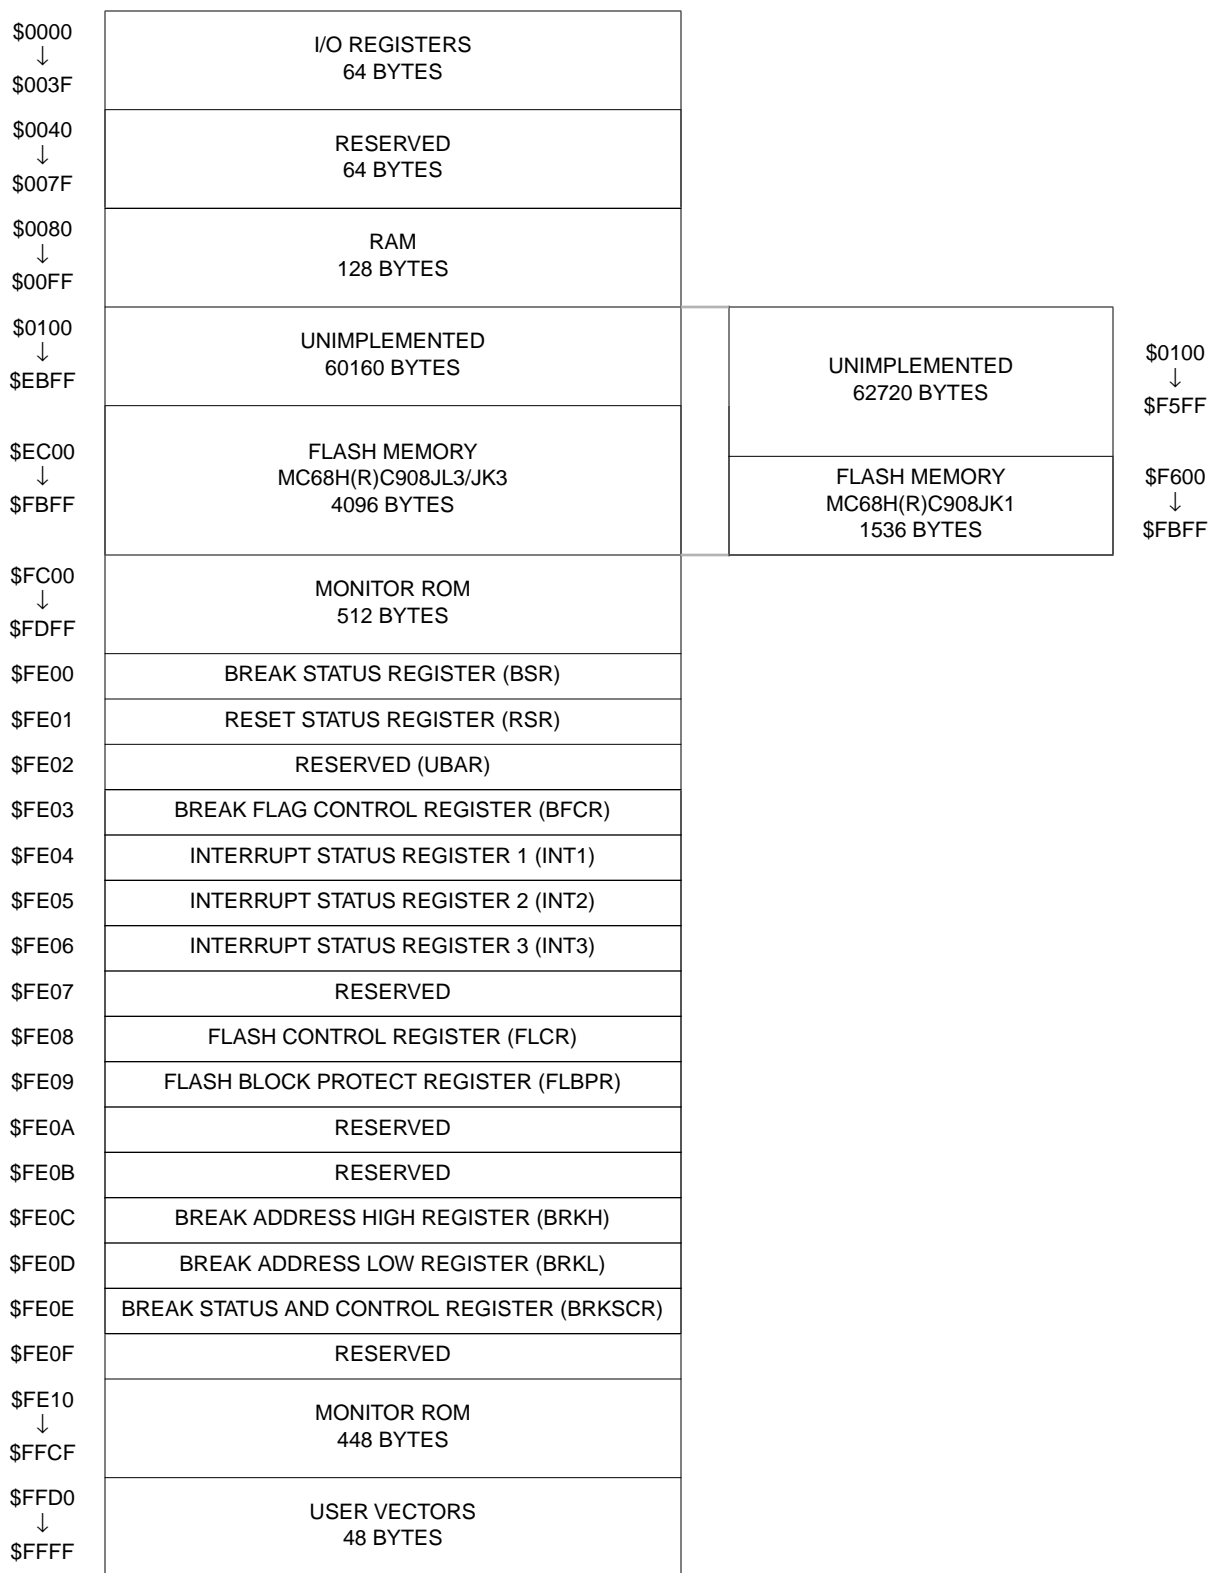 $0000
↓
$003F
I/O REGISTERS
64 BYTES
$0040
↓
$007F
RESERVED
64 BYTES
$0080
↓
$00FF
RAM
128 BYTES
$0100
↓
$EBFF
UNIMPLEMENTED
60160 BYTES
UNIMPLEMENTED
62720 BYTES
$0100
↓
$F5FF
$EC00
↓
$FBFF
FLASH MEMORY
MC68H(R)C908JL3/JK3
4096 BYTES
FLASH MEMORY
MC68H(R)C908JK1
1536 BYTES
$F600
↓
$FBFF
$FC00
↓
$FDFF
MONITOR ROM
512 BYTES
$FE00 BREAK STATUS REGISTER (BSR)
$FE01 RESET STATUS REGISTER (RSR)
$FE02 RESERVED (UBAR)
$FE03 BREAK FLAG CONTROL REGISTER (BFCR)
$FE04 INTERRUPT STATUS REGISTER 1 (INT1)
$FE05 INTERRUPT STATUS REGISTER 2 (INT2)
$FE06 INTERRUPT STATUS REGISTER 3 (INT3)
$FE07 RESERVED
$FE08 FLASH CONTROL REGISTER (FLCR)
$FE09 FLASH BLOCK PROTECT REGISTER (FLBPR)
$FE0A RESERVED
$FE0B RESERVED
$FE0C BREAK ADDRESS HIGH REGISTER (BRKH)
$FE0D BREAK ADDRESS LOW REGISTER (BRKL)
$FE0E BREAK STATUS AND CONTROL REGISTER (BRKSCR)
$FE0F RESERVED
$FE10
↓
$FFCF
MONITOR ROM
448 BYTES
$FFD0
↓
$FFFF
USER VECTORS
48 BYTES